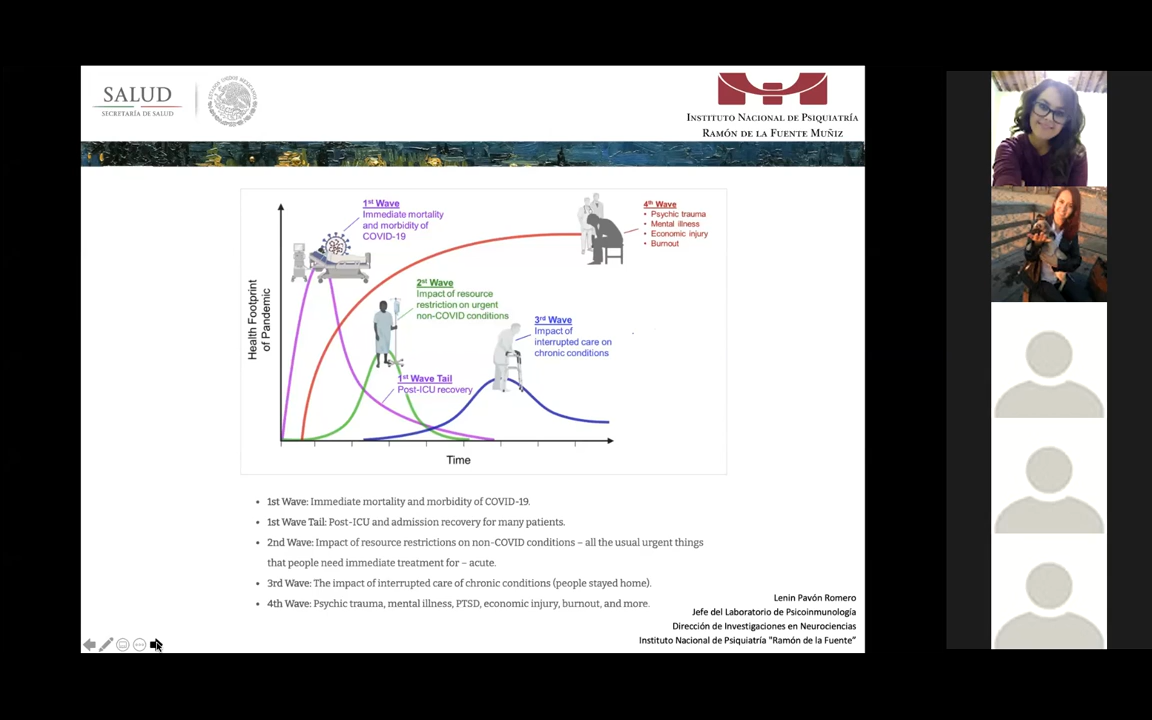 SALUD
SECRETARÍA DE SALUD
INSTITUTO NACIONAL DE PSIQUIATRÍA
RAMÓN DE LA FUENTE MUÑIZ
1st Wave
Immediate mortality
and morbidity of
COVID-19
4th Wave
• Psychic trauma
• Mental illness
• Economic injury
• Burnout
2st Wave
Impact of resource
restriction on urgent
non-COVID conditions
3rd Wave
Impact of
interrupted care on
chronic conditions
1st Wave Tail
Post-ICU recovery
Health Footprint
of Pandemic
Time
• 1st Wave: Immediate mortality and morbidity of COVID-19.
• 1st Wave Tail: Post-ICU and admission recovery for many patients.
• 2nd Wave: Impact of resource restrictions on non-COVID conditions – all the usual urgent things
that people need immediate treatment for – acute.
• 3rd Wave: The impact of interrupted care of chronic conditions (people stayed home).
• 4th Wave: Psychic trauma, mental illness, PTSD, economic injury, burnout, and more.
Lenin Pavón Romero
Jefe del Laboratorio de Psicoinmunología
Dirección de Investigaciones en Neurociencias
Instituto Nacional de Psiquiatría "Ramón de la Fuente"